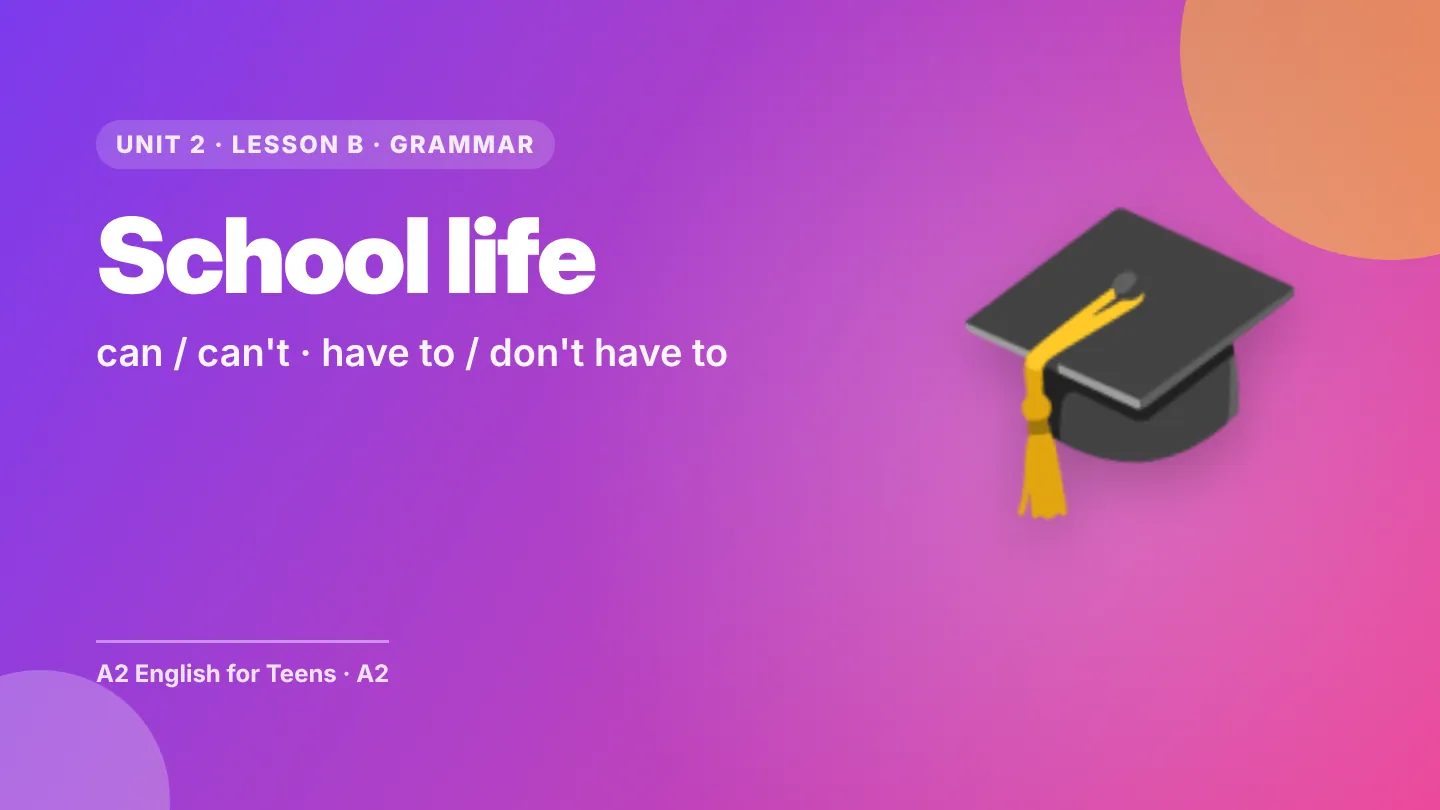 UNIT 2 · LESSON B · GRAMMAR
School life
can / can't · have to / don't have to
A2 English for Teens · A2